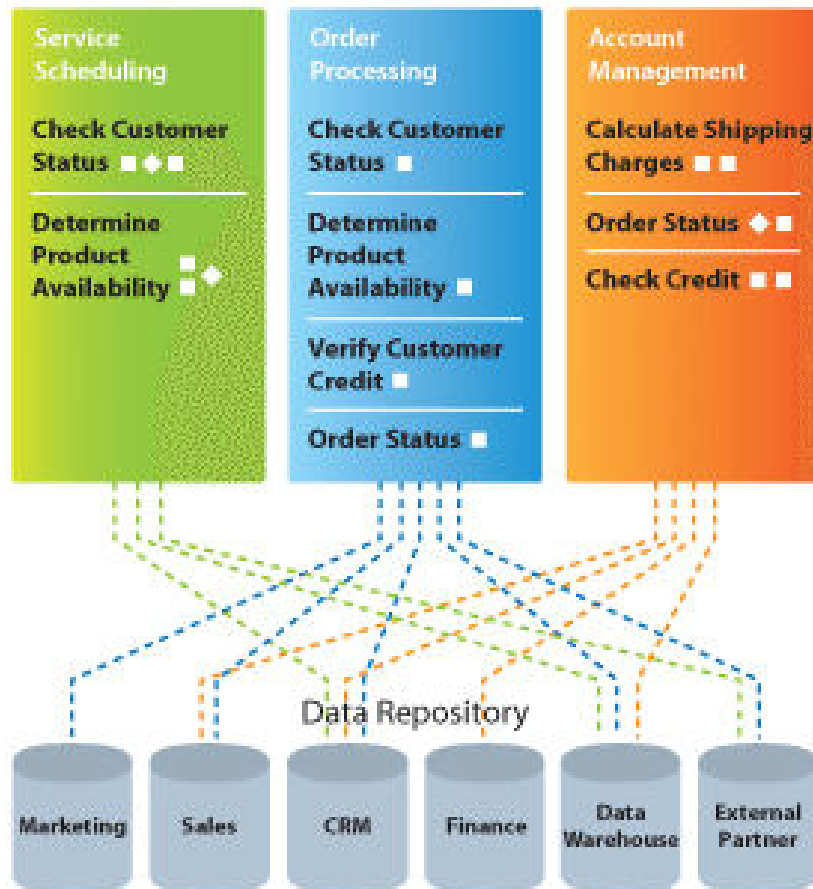 Service
Scheduling
Check Customer
Status
Determine
Product
Availability
Order
Processing
Check Customer
Status
Determine
Product
Availability
Verify Customer
Credit
Order Status
Account
Management
Calculate Shipping
Charges
Order Status
Check Credit
Data Repository
Marketing
Sales
CRM
Finance
Data
Warehouse
External
Partner